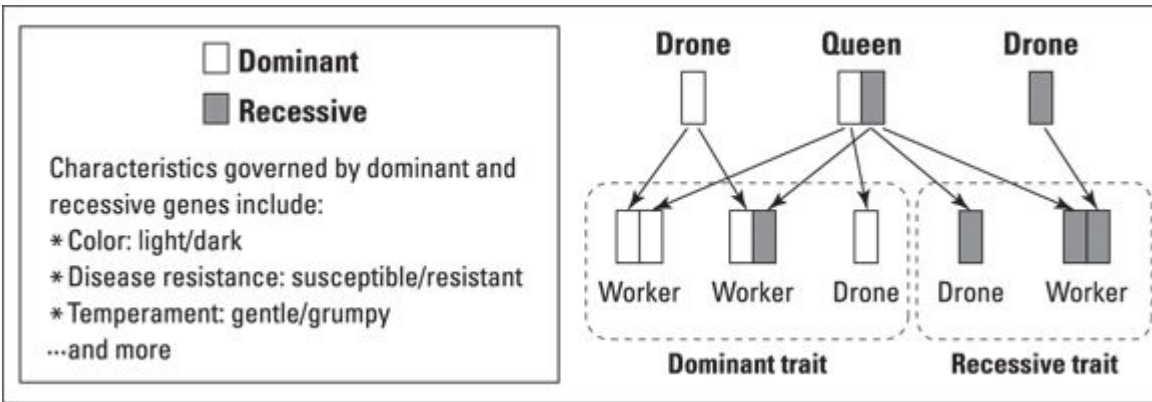 Dominant
Recessive
Characteristics governed by dominant and
recessive genes include:
* Color: light/dark
* Disease resistance: susceptible/resistant
* Temperament: gentle/grumpy
...and more
Drone Queen Drone
Worker Worker Drone Drone Worker
Dominant trait Recessive trait